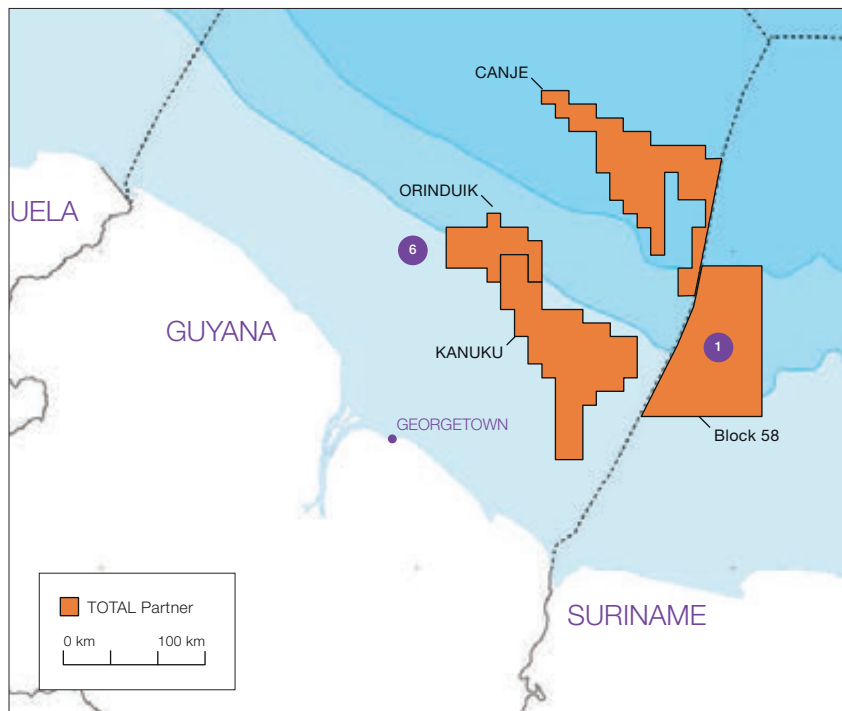 CANJE
ORINDUIK
UELA
6
GUYANA
1
KANUKU
GEORGETOWN
Block 58
TOTAL Partner
0 km 100 km
SURINAME